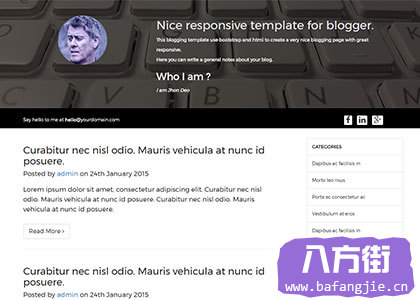 Nice responsive template for blogger.
This blogging template use bootstrap and html to create a very nice blogging page with great
responsive.
Here you can write a general notes about your blog.
Who I am ?
I am Jhon Deo
Say hello to me at hello@yourdomain.com
f in g+
Curabitur nec nisl odio. Mauris vehicula at nunc id
posuere.
Posted by admin on 24th January 2015
Lorem ipsum dolor sit amet, consectetur adipiscing elit. Curabitur nec nisl
odio. Mauris vehicula at nunc id posuere. Curabitur nec nisl odio. Mauris
vehicula at nunc id posuere.
Read More >
CATEGORIES
Dapibus ac facilisis in
Morbi leo risus
Porta ac consectetur ac
Vestibulum at eros
Dapibus ac facilisis in
Curabitur nec nisl odio. Mauris vehicula at nunc id
posuere.
Posted by admin on 24th January 2015
八方街
www.bafangjie.cn